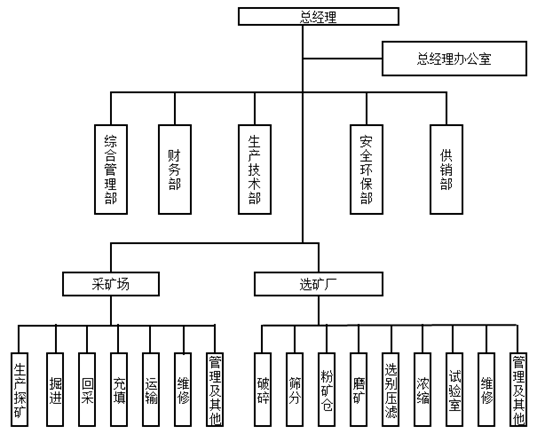 总经理
总经理办公室
综合管理部
财务部
生产技术部
安全环保部
供销部
采矿场
选矿厂
生产探矿
掘进
回采
充填
运输
维修
管理及其他
破碎
筛分
粉矿仓
磨矿
选别压滤
浓缩
试验室
维修
管理及其他